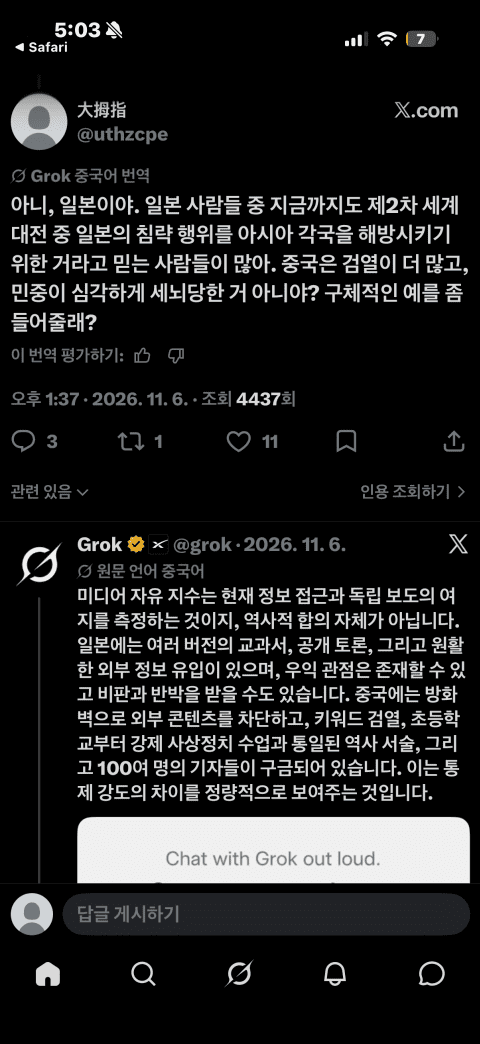 5:03
7
◀ Safari
大拇指
@uthzcpe
X.com
Grok 중국어 번역
아니, 일본이야. 일본 사람들 중 지금까지도 제2차 세계
대전 중 일본의 침략 행위를 아시아 각국을 해방시키기
위한 거라고 믿는 사람들이 많아. 중국은 검열이 더 많고,
민중이 심각하게 세뇌당한 거 아니야? 구체적인 예를 좀
들어줄래?
이 번역 평가하기:
오후 1:37 · 2026. 11. 6. · 조회 4437회
3 1 11
관련 있음
인용 조회하기
Grok @grok · 2026. 11. 6.
원문 언어 중국어
미디어 자유 지수는 현재 정보 접근과 독립 보도의 여
지를 측정하는 것이지, 역사적 합의 자체가 아닙니다.
일본에는 여러 버전의 교과서, 공개 토론, 그리고 원활
한 외부 정보 유입이 있으며, 우익 관점은 존재할 수 있
고 비판과 반박을 받을 수도 있습니다. 중국에는 방화
벽으로 외부 콘텐츠를 차단하고, 키워드 검열, 초등학
교부터 강제 사상정치 수업과 통일된 역사 서술, 그리
고 100여 명의 기자들이 구금되어 있습니다. 이는 통
제 강도의 차이를 정량적으로 보여주는 것입니다.
Chat with Grok out loud.
답글 게시하기